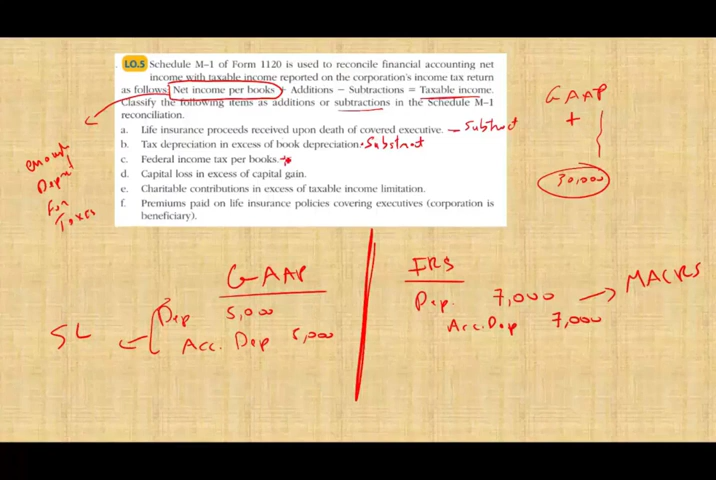 LO.5 Schedule M-1 of Form 1120 is used to reconcile financial accounting net
income with taxable income reported on the corporation's income tax return
as follows: Net income per books + Additions − Subtractions = Taxable income.
Classify the following items as additions or subtractions in the Schedule M-1
reconciliation.
a. Life insurance proceeds received upon death of covered executive. – Subtract
b. Tax depreciation in excess of book depreciation. Substract
c. Federal income tax per books. +
d. Capital loss in excess of capital gain.
e. Charitable contributions in excess of taxable income limitation.
f. Premiums paid on life insurance policies covering executives (corporation is
beneficiary).
GAAP
+
30,000
For
Taxes
GAAP
Dep 5,000
Acc. Dep 5,000
SL
IRS
Dep. 7,000
Acc. Dep 7,000
MACRS